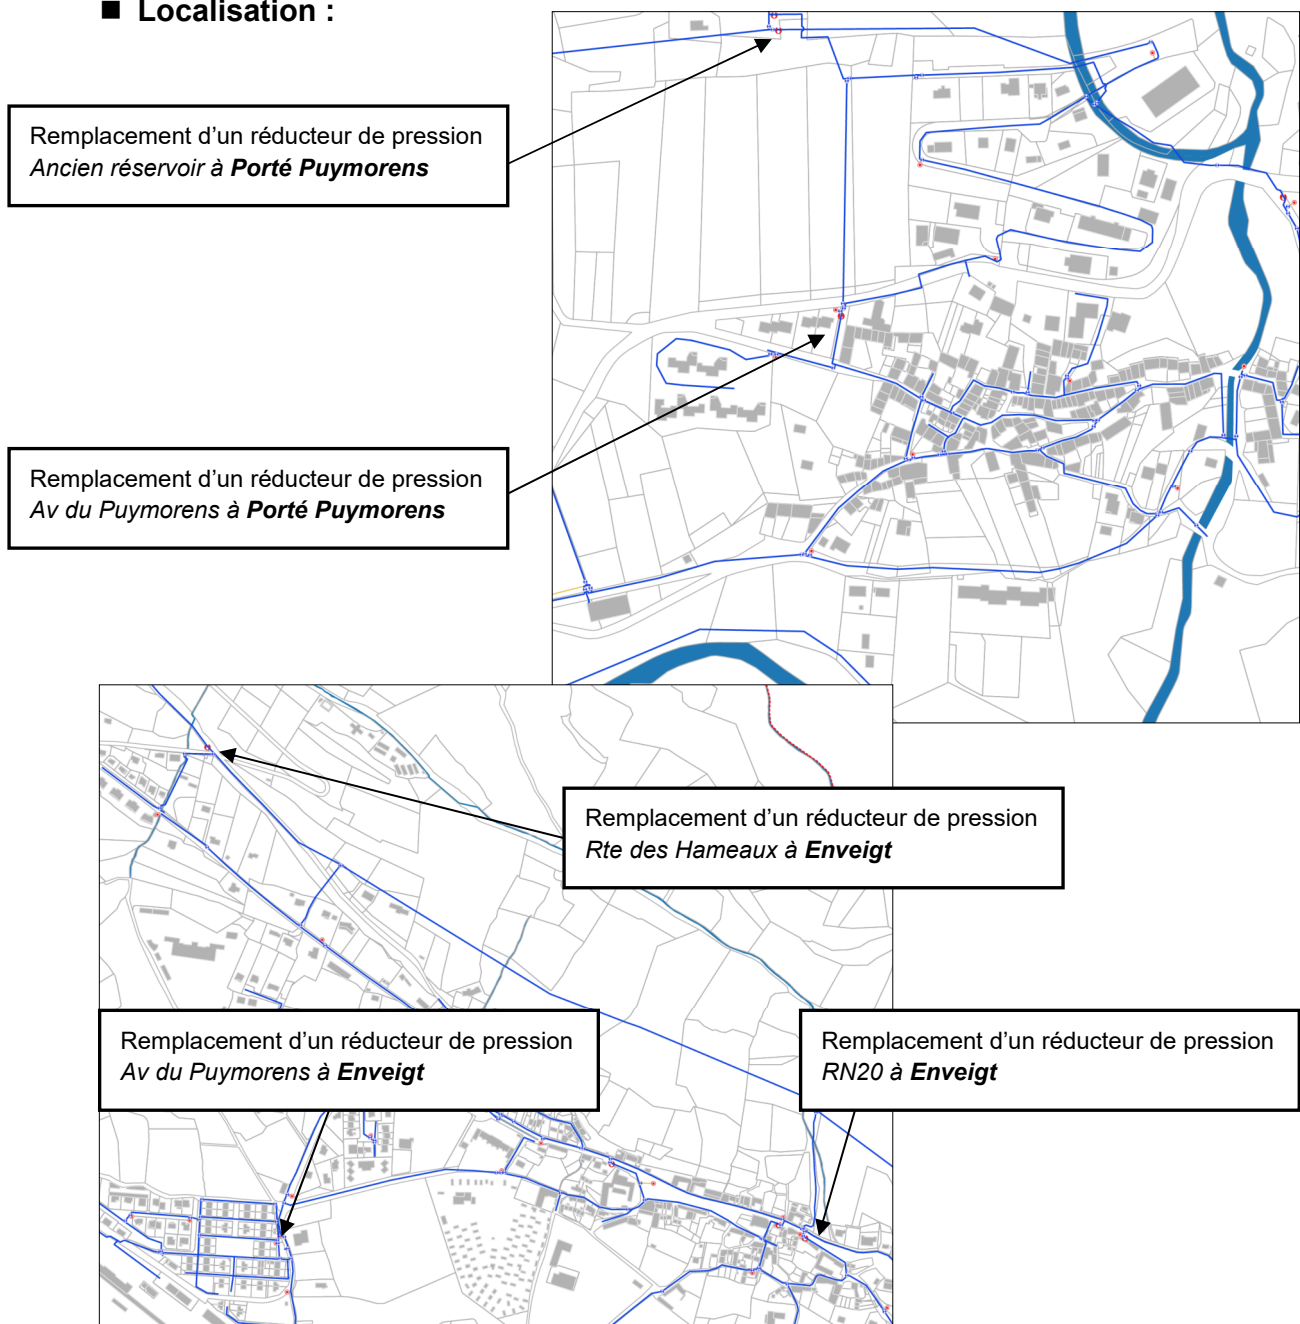 ■ Localisation :
Remplacement d'un réducteur de pression
Ancien réservoir à Porté Puymorens
Remplacement d'un réducteur de pression
Av du Puymorens à Porté Puymorens
Remplacement d'un réducteur de pression
Rte des Hameaux à Enveigt
Remplacement d'un réducteur de pression
Av du Puymorens à Enveigt
Remplacement d'un réducteur de pression
RN20 à Enveigt